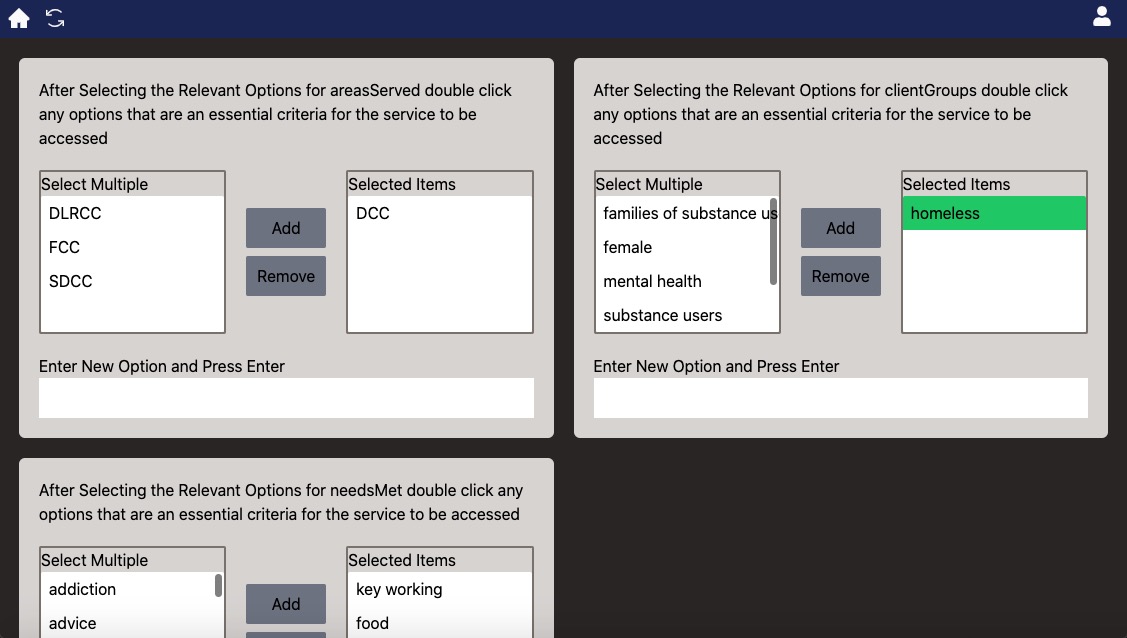 After Selecting the Relevant Options for areasServed double click
any options that are an essential criteria for the service to be
accessed
Select Multiple
DLRCC
FCC
SDCC
Add
Remove
Selected Items
DCC
Enter New Option and Press Enter
After Selecting the Relevant Options for clientGroups double click
any options that are an essential criteria for the service to be
accessed
Select Multiple
families of substance us
female
mental health
substance users
Add
Remove
Selected Items
homeless
Enter New Option and Press Enter
After Selecting the Relevant Options for needsMet double click any
options that are an essential criteria for the service to be accessed
Select Multiple
addiction
advice
Add
Selected Items
key working
food